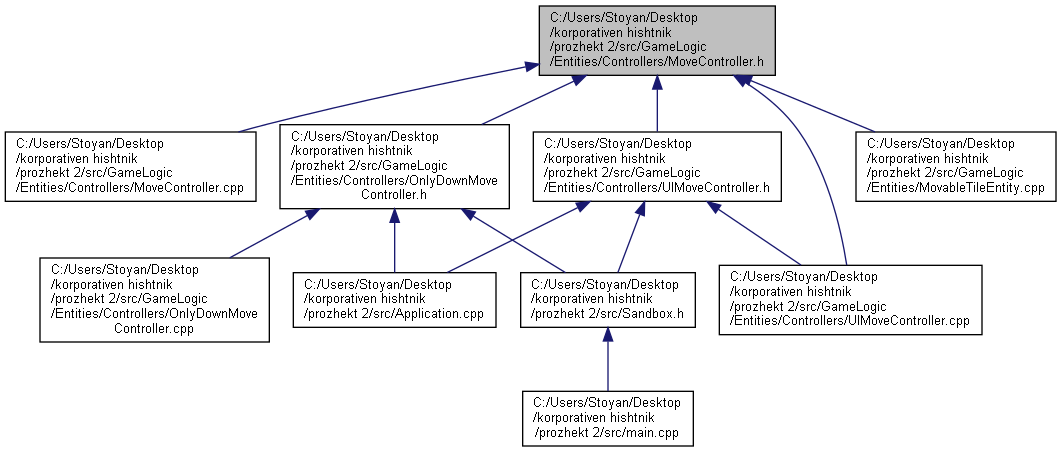 C:/Users/Stoyan/Desktop
/korporativen hishtnik
/prozhekt 2/src/GameLogic
/Entities/Controllers/MoveController.h
C:/Users/Stoyan/Desktop
/korporativen hishtnik
/prozhekt 2/src/GameLogic
/Entities/Controllers/MoveController.cpp
C:/Users/Stoyan/Desktop
/korporativen hishtnik
/prozhekt 2/src/GameLogic
/Entities/Controllers/OnlyDownMove
Controller.h
C:/Users/Stoyan/Desktop
/korporativen hishtnik
/prozhekt 2/src/GameLogic
/Entities/Controllers/UIMoveController.h
C:/Users/Stoyan/Desktop
/korporativen hishtnik
/prozhekt 2/src/GameLogic
/Entities/MovableTileEntity.cpp
C:/Users/Stoyan/Desktop
/korporativen hishtnik
/prozhekt 2/src/GameLogic
/Entities/Controllers/OnlyDownMove
Controller.cpp
C:/Users/Stoyan/Desktop
/korporativen hishtnik
/prozhekt 2/src/Application.cpp
C:/Users/Stoyan/Desktop
/korporativen hishtnik
/prozhekt 2/src/Sandbox.h
C:/Users/Stoyan/Desktop
/korporativen hishtnik
/prozhekt 2/src/GameLogic
/Entities/Controllers/UIMoveController.cpp
C:/Users/Stoyan/Desktop
/korporativen hishtnik
/prozhekt 2/src/main.cpp